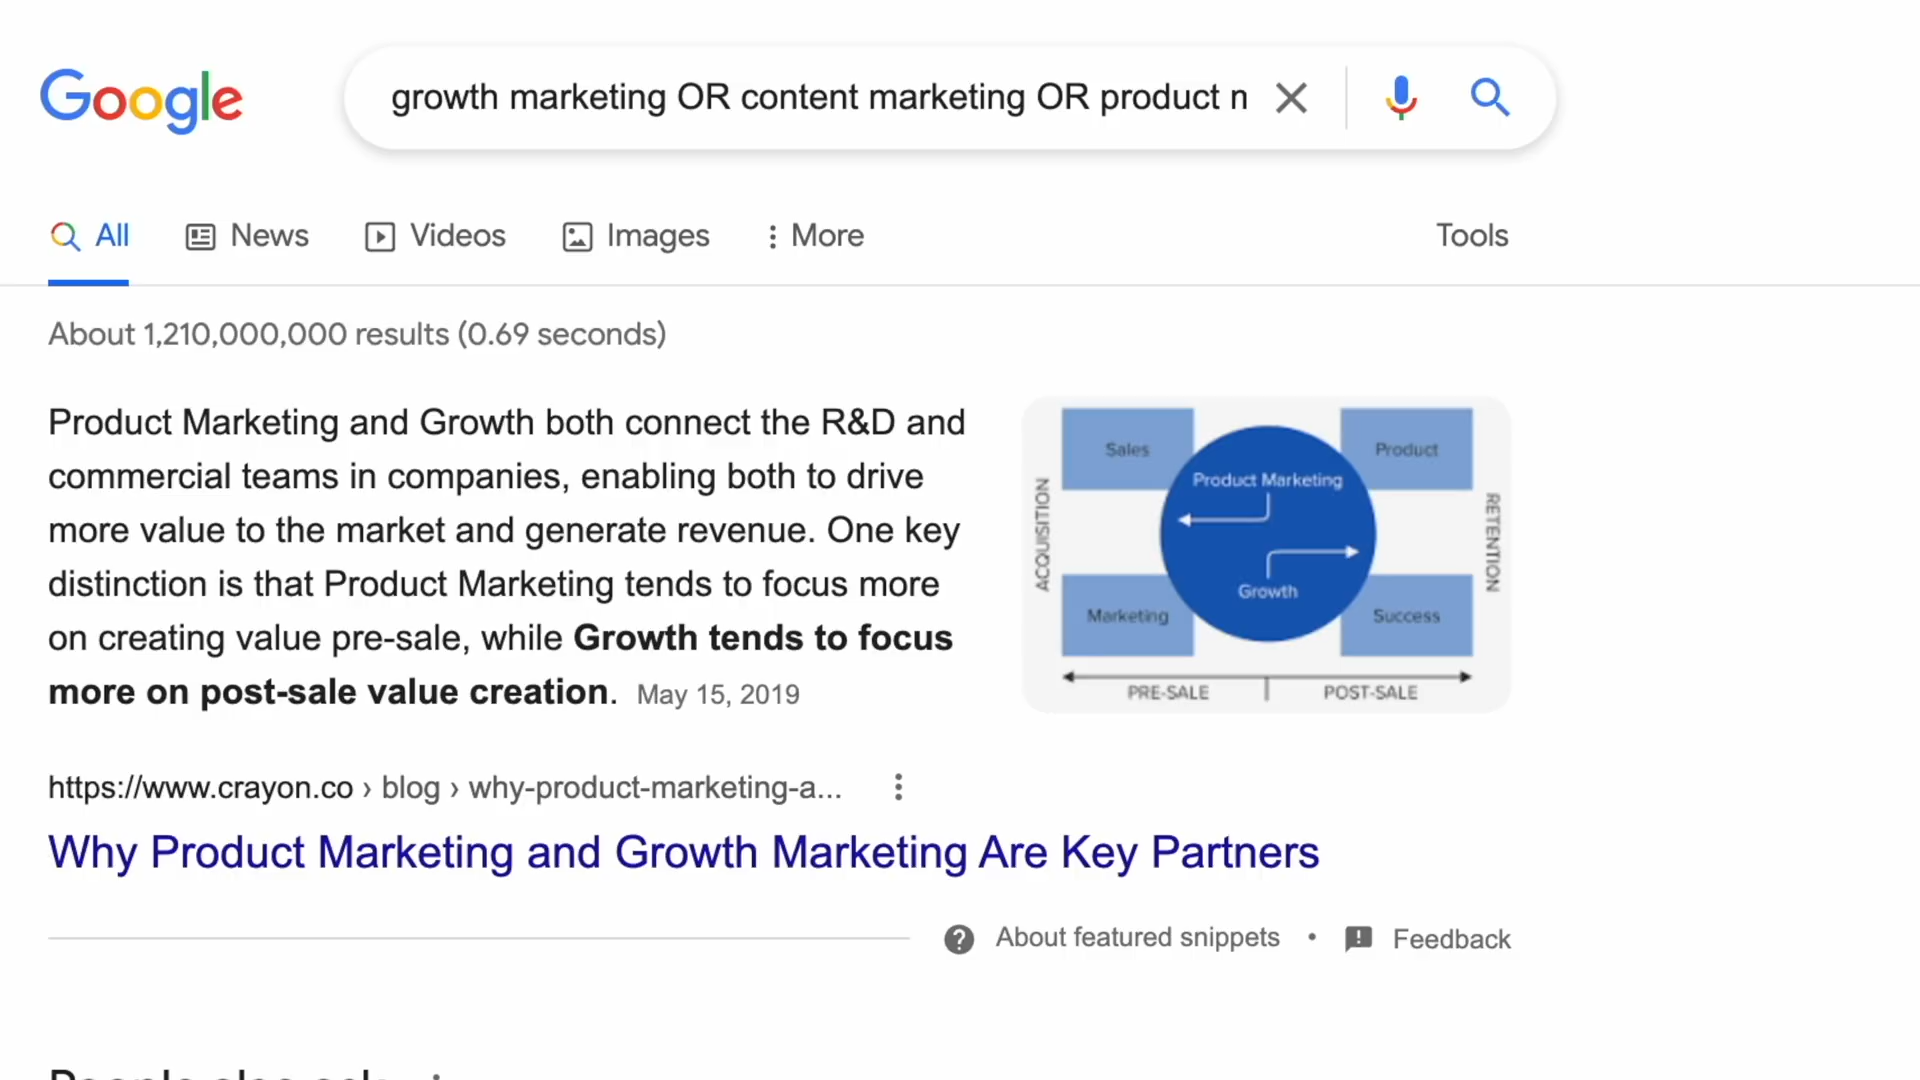 Google
growth marketing OR content marketing OR product
All
News
Videos
Images
More
Tools
About 1,210,000,000 results (0.69 seconds)
Product Marketing and Growth both connect the R&D and
commercial teams in companies, enabling both to drive
more value to the market and generate revenue. One key
distinction is that Product Marketing tends to focus more
on creating value pre-sale, while Growth tends to focus
more on post-sale value creation. May 15, 2019
Sales
Product
Product Marketing
ACQUISITION
RETENTION
Growth
Marketing
Success
PRE-SALE
POST-SALE
https://www.crayon.co › blog › why-product-marketing-a...
Why Product Marketing and Growth Marketing Are Key Partners
About featured snippets • Feedback